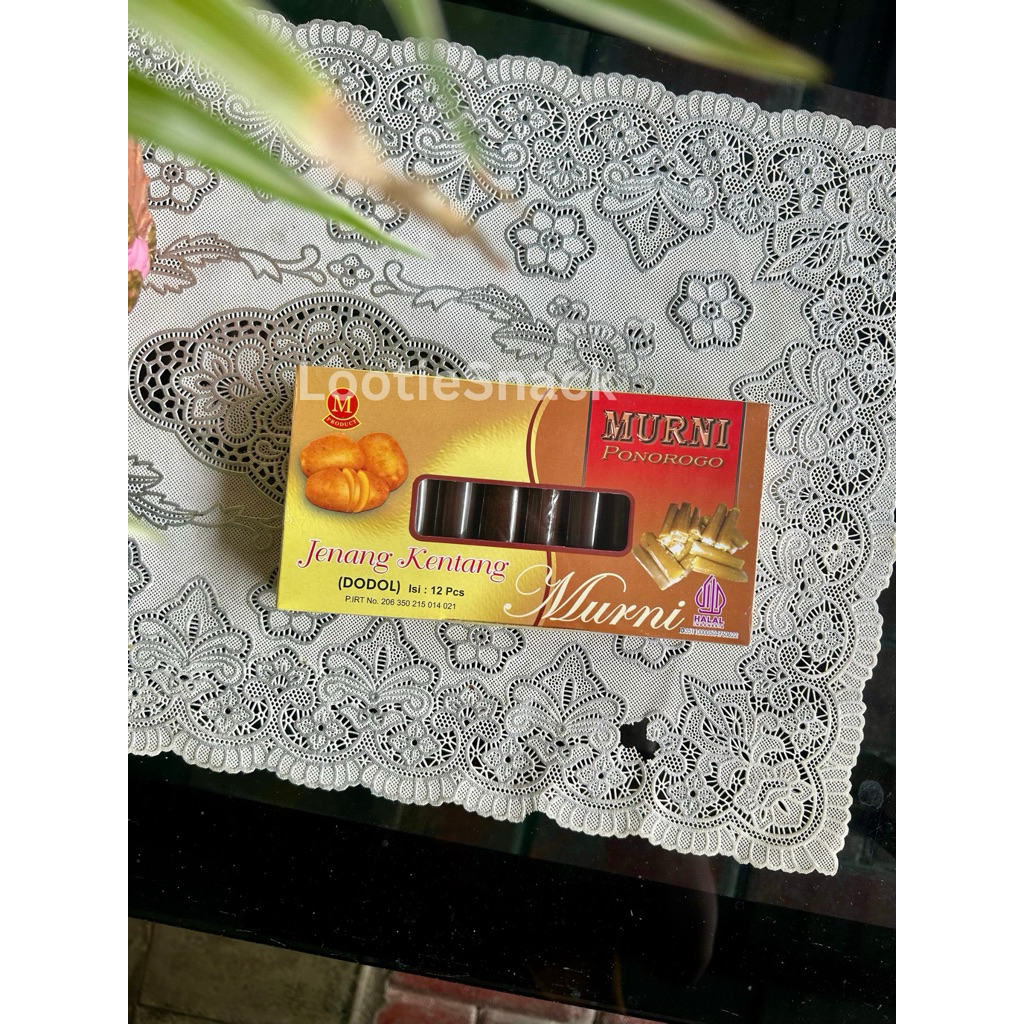 LootieSnack
M
PRODUCT
MURNI
PONOROGO
Jenang Kentang
(DODOL) Isi : 12 Pcs
P.IRT No. 206 350 215 014 021
Murni
HALAL
INDONESIA